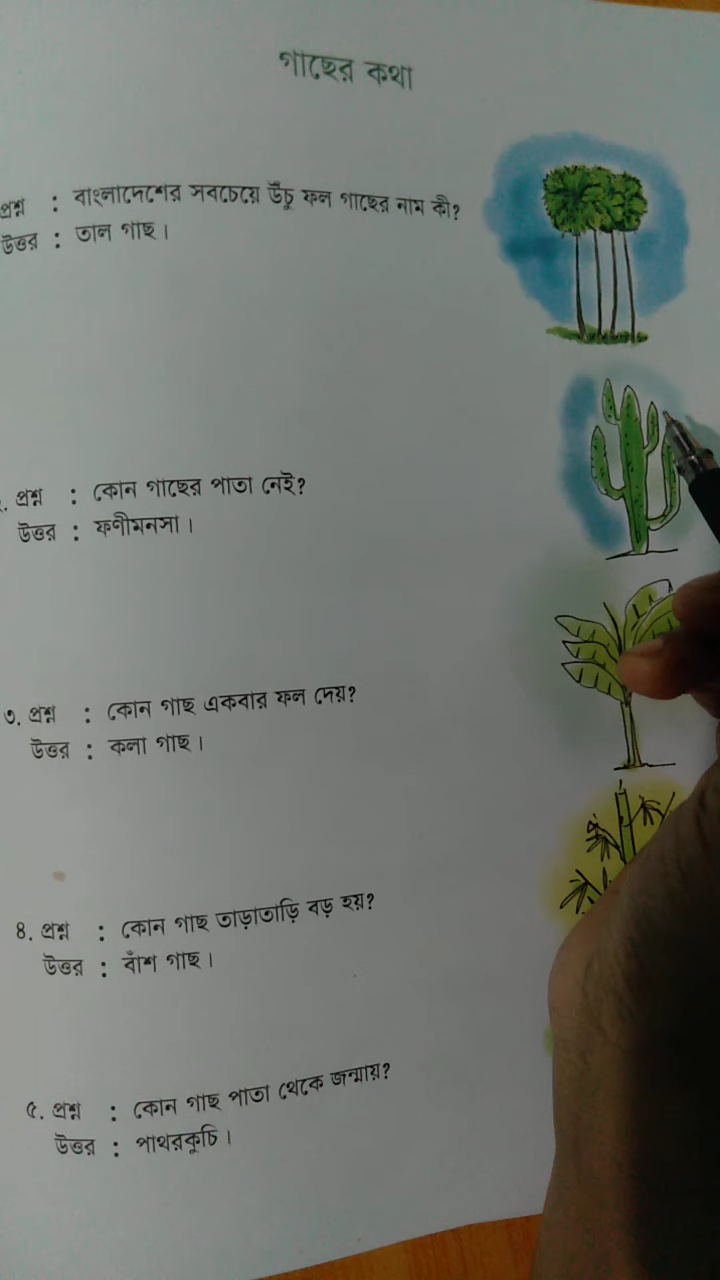 গাছের কথা
প্রশ্ন : বাংলাদেশের সবচেয়ে উঁচু ফল গাছের নাম কী?
উত্তর : তাল গাছ।
. প্রশ্ন : কোন গাছের পাতা নেই?
উত্তর : ফণীমনসা।
৩. প্রশ্ন : কোন গাছ একবার ফল দেয়?
উত্তর : কলা গাছ।
৪. প্রশ্ন : কোন গাছ তাড়াতাড়ি বড় হয়?
উত্তর : বাঁশ গাছ।
৫. প্রশ্ন : কোন গাছ পাতা থেকে জন্মায়?
উত্তর : পাথরকুচি।